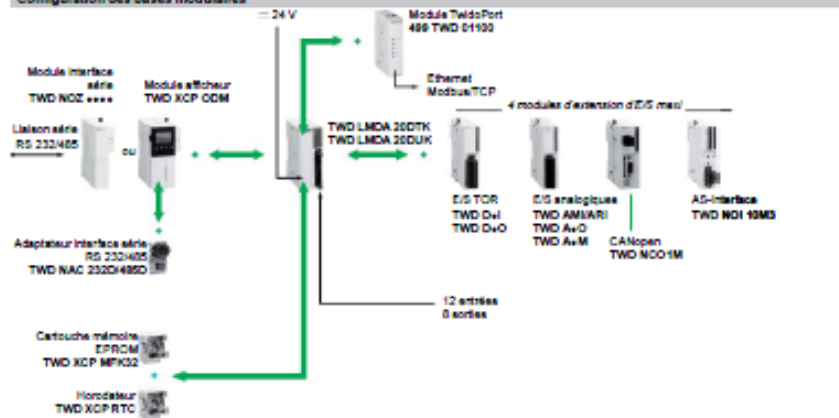 Configuration des bases modulaires
24 V
Module TwidoPort
499 TWD 01100
Ethernet
Modbus/TCP
Module interface
série
TWD NOZ ●●●●
Module afficheur
TWD XCP ODM
4 modules d'extension d'E/S maxi
Liaison série
RS 232/485
ou
TWD LMDA 20DTK
TWD LMDA 20DUK
E/S TOR
TWD D●I
TWD D●O
E/S analogiques
TWD AMI/ARI
TWD A●O
TWD A●M
CANopen
TWD NCO1M
AS-Interface
TWD NOI 10M3
Adaptateur interface série
RS 232/485
TWD NAC 232D/485D
12 entrées
8 sorties
Cartouche mémoire
EPROM
TWD XCP MFK32
Horodateur
TWD XCP RTC